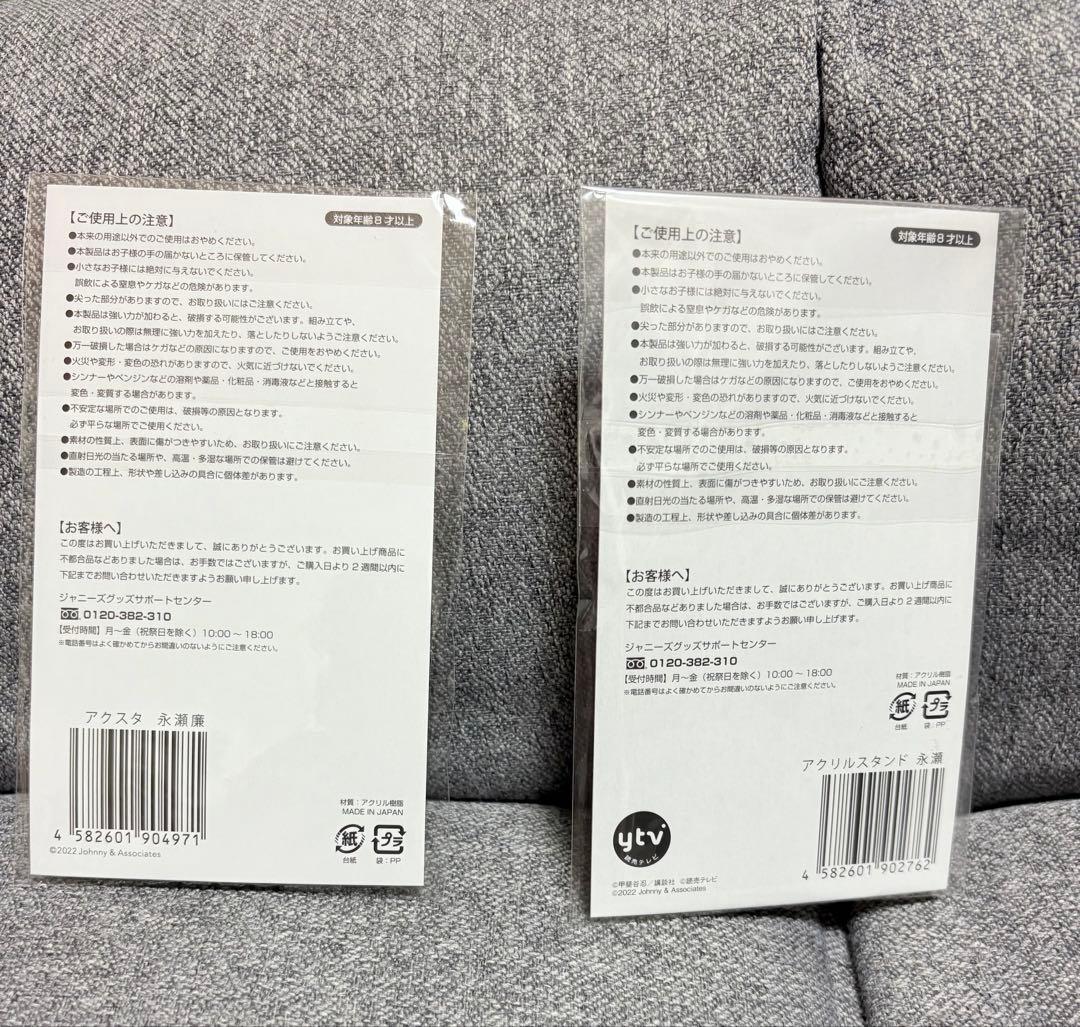 【ご使用上の注意】
対象年齢8才以上
●本来の用途以外でのご使用はおやめください。
●本製品はお子様の手の届かないところに保管してください。
●小さなお子様には絶対に与えないでください。
誤飲による窒息やケガなどの危険があります。
●尖った部分がありますので、お取り扱いにはご注意ください。
●本製品は強い力が加わると、破損する可能性がございます。組み立てや、
お取り扱いの際は無理に強い力を加えたり、落としたりしないようご注意ください。
●万一破損した場合はケガなどの原因になりますので、ご使用をおやめください。
●火災や変形・変色の恐れがありますので、火気に近づけないでください。
●シンナーやベンジンなどの溶剤や薬品・化粧品・消毒液などと接触すると
変色・変質する場合があります。
●不安定な場所でのご使用は、破損等の原因となります。
必ず平らな場所でご使用ください。
●素材の性質上、表面に傷がつきやすいため、お取り扱いにご注意ください。
●直射日光の当たる場所や、高温・多湿な場所での保管は避けてください。
●製造の工程上、形状や差し込みの具合に個体差があります。
【お客様へ】
この度はお買い上げいただきまして、誠にありがとうございます。お買い上げ商品に
不都合品などありました場合は、お手数ではございますが、ご購入日より2週間以内に
下記までお問い合わせいただきますようお願い申し上げます。
ジャニーズグッズサポートセンター
0120-382-310
【受付時間】月〜金（祝祭日を除く）10:00〜18:00
※電話番号はよく確かめてからお間違いのないようにご注意ください。
アクスタ 永瀬廉
4 582601 904971
©2022 Johnny & Associates
材質：アクリル樹脂
MADE IN JAPAN
紙
プラ
台紙
袋：PP
【ご使用上の注意】
対象年齢8才以上
●本来の用途以外でのご使用はおやめください。
●本製品はお子様の手の届かないところに保管してください。
●小さなお子様には絶対に与えないでください。
誤飲による窒息やケガなどの危険があります。
●尖った部分がありますので、お取り扱いにはご注意ください。
●本製品は強い力が加わると、破損する可能性がございます。組み立てや、
お取り扱いの際は無理に強い力を加えたり、落としたりしないようご注意ください。
●万一破損した場合はケガなどの原因になりますので、ご使用をおやめください。
●火災や変形・変色の恐れがありますので、火気に近づけないでください。
●シンナーやベンジンなどの溶剤や薬品・化粧品・消毒液などと接触すると
変色・変質する場合があります。
●不安定な場所でのご使用は、破損等の原因となります。
必ず平らな場所でご使用ください。
●素材の性質上、表面に傷がつきやすいため、お取り扱いにご注意ください。
●直射日光の当たる場所や、高温・多湿な場所での保管は避けてください。
●製造の工程上、形状や差し込みの具合に個体差があります。
【お客様へ】
この度はお買い上げいただきまして、誠にありがとうございます。お買い上げ商品に
不都合品などありました場合は、お手数ではございますが、ご購入日より2週間以内に
下記までお問い合わせいただきますようお願い申し上げます。
ジャニーズグッズサポートセンター
0120-382-310
【受付時間】月〜金（祝祭日を除く）10:00〜18:00
※電話番号はよく確かめてからお間違いのないようにご注意ください。
材質：アクリル樹脂
MADE IN JAPAN
紙
プラ
台紙
袋：PP
アクリルスタンド 永瀬
4 582601 902762
ytv
読売テレビ
©甲斐谷忍／講談社 ©読売テレビ
©2022 Johnny & Associates